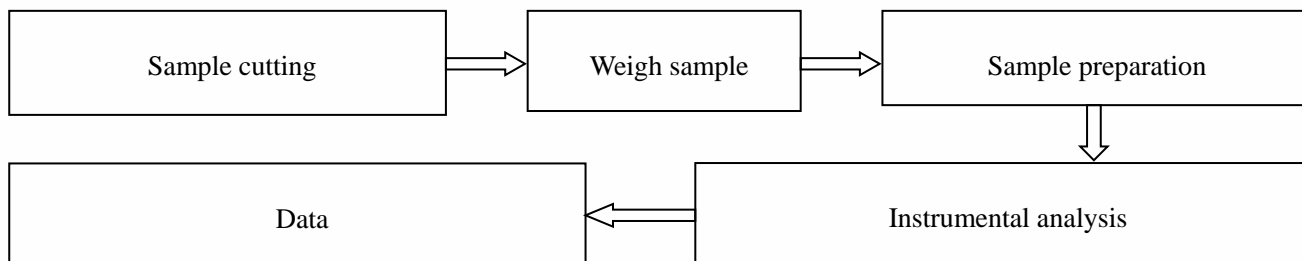 Sample cutting
Weigh sample
Sample preparation
Instrumental analysis
Data